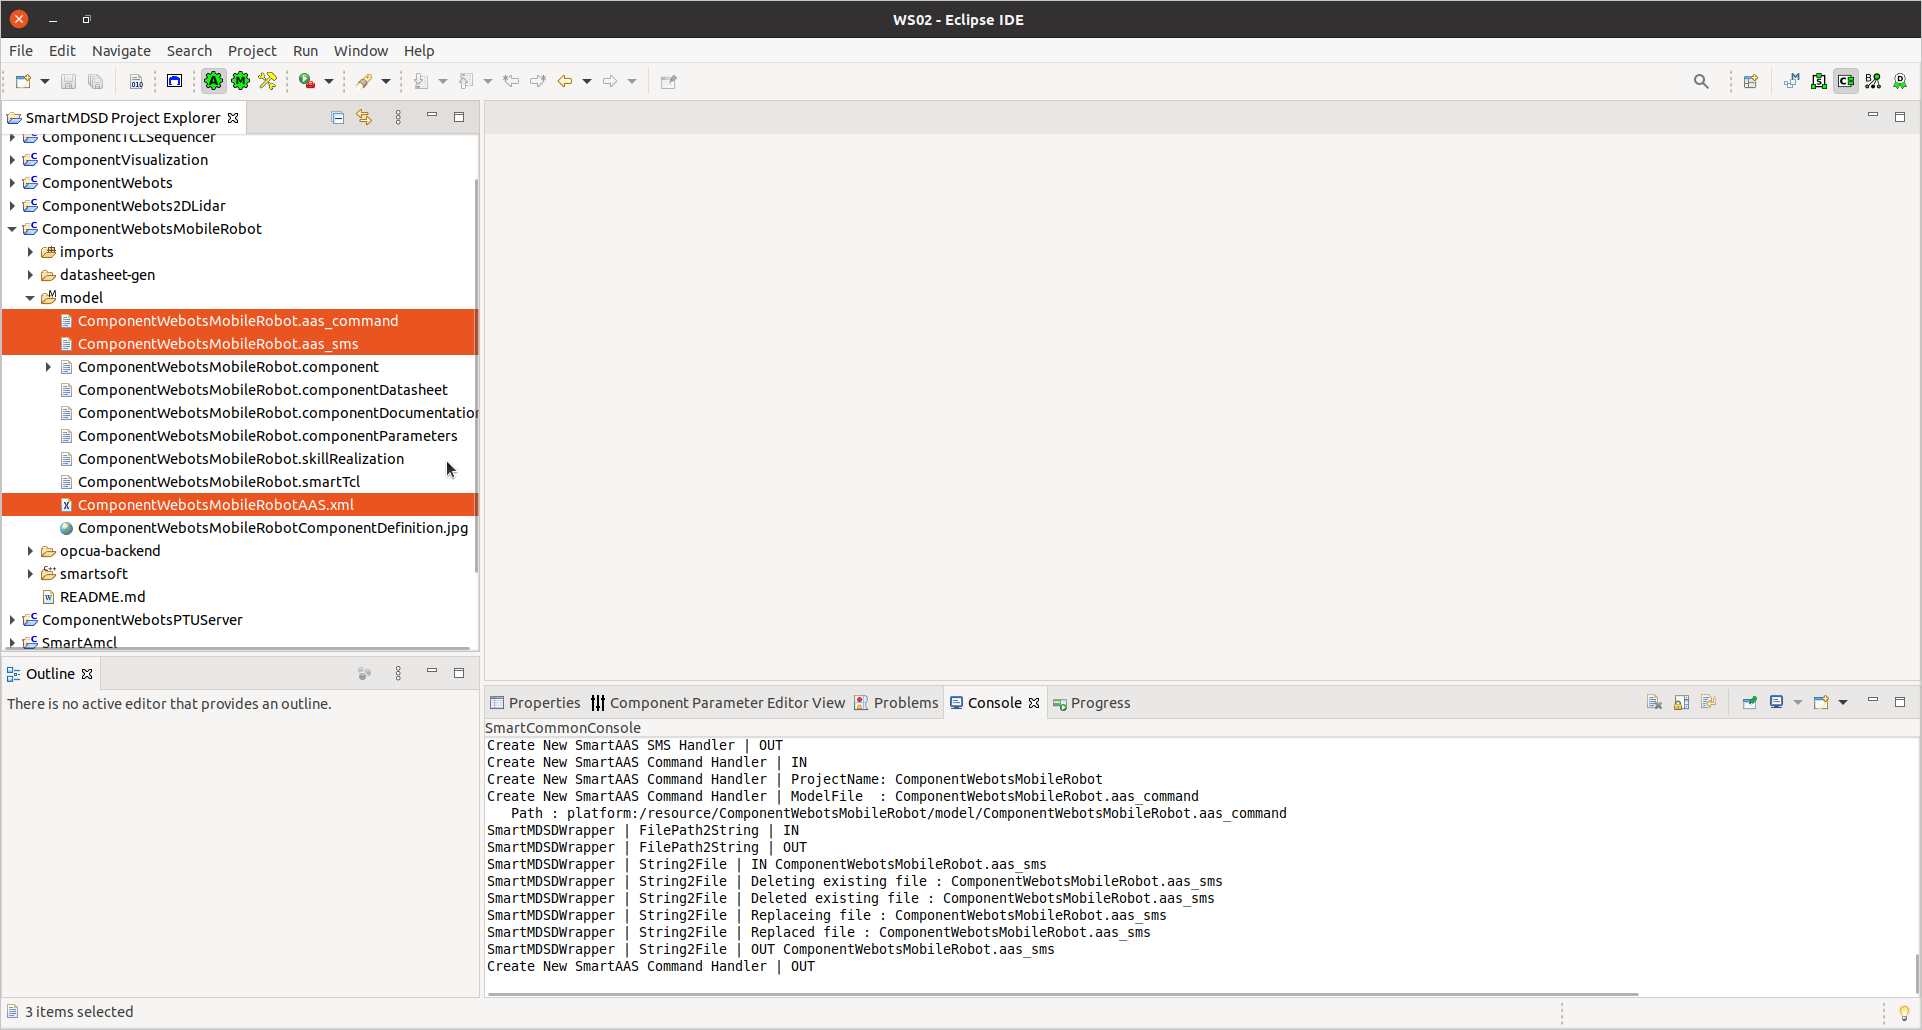 WS02 - Eclipse IDE
File Edit Navigate Search Project Run Window Help
SmartMDSD Project Explorer
ComponentTCLSequencer
ComponentVisualization
ComponentWebots
ComponentWebots2DLidar
ComponentWebotsMobileRobot
imports
datasheet-gen
model
ComponentWebotsMobileRobot.aas_command
ComponentWebotsMobileRobot.aas_sms
ComponentWebotsMobileRobot.component
ComponentWebotsMobileRobot.componentDatasheet
ComponentWebotsMobileRobot.componentDocumentation
ComponentWebotsMobileRobot.componentParameters
ComponentWebotsMobileRobot.skillRealization
ComponentWebotsMobileRobot.smartTcl
ComponentWebotsMobileRobotAAS.xml
ComponentWebotsMobileRobotComponentDefinition.jpg
opcua-backend
smartsoft
README.md
ComponentWebotsPTUServer
SmartAmcl
Outline
There is no active editor that provides an outline.
Properties Component Parameter Editor View Problems Console Progress
SmartCommonConsole
Create New SmartAAS SMS Handler | OUT
Create New SmartAAS Command Handler | IN
Create New SmartAAS Command Handler | ProjectName: ComponentWebotsMobileRobot
Create New SmartAAS Command Handler | ModelFile  : ComponentWebotsMobileRobot.aas_command
Path : platform:/resource/ComponentWebotsMobileRobot/model/ComponentWebotsMobileRobot.aas_command
SmartMDSDWrapper | FilePath2String | IN
SmartMDSDWrapper | FilePath2String | OUT
SmartMDSDWrapper | String2File | IN ComponentWebotsMobileRobot.aas_sms
SmartMDSDWrapper | String2File | Deleting existing file : ComponentWebotsMobileRobot.aas_sms
SmartMDSDWrapper | String2File | Deleted existing file : ComponentWebotsMobileRobot.aas_sms
SmartMDSDWrapper | String2File | Replaceing file : ComponentWebotsMobileRobot.aas_sms
SmartMDSDWrapper | String2File | Replaced file : ComponentWebotsMobileRobot.aas_sms
SmartMDSDWrapper | String2File | OUT ComponentWebotsMobileRobot.aas_sms
Create New SmartAAS Command Handler | OUT
3 items selected